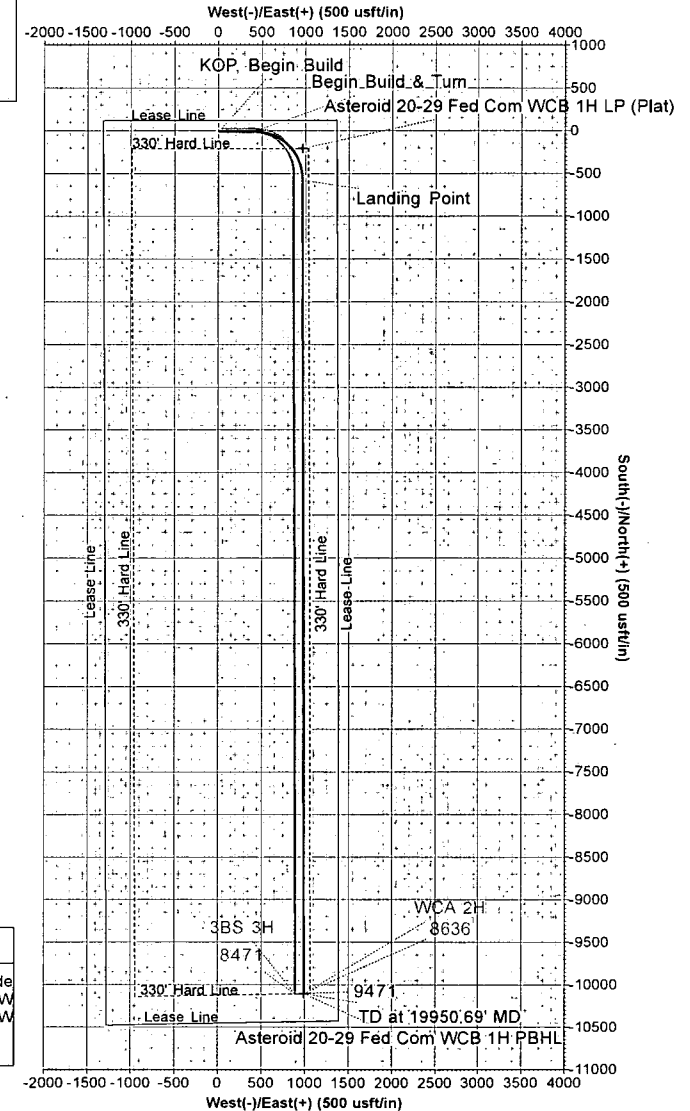 West(-)/East(+) (500 usft/in)
-2000 -1500 -1000 -500 0 500 1000 1500 2000 2500 3000 3500 4000
1000
KOP, Begin Build
500
Begin Build & Turn
Asteroid 20-29 Fed Com WCB 1H LP (Plat)
Lease Line
0
330' Hard Line
-500
Landing Point
-1000
-1500
-2000
-2500
-3000
-3500
-4000
-4500
-5000
-5500
-6000
-6500
-7000
-7500
-8000
-8500
-9000
-9500
-10000
-10500
-11000
South(-)/North(+) (500 usft/in)
Lease Line
330' Hard Line
330' Hard Line
Lease Line
WCA 2H
3BS 3H
8636
8471
de
W
W
330' Hard Line
9471
Lease Line
TD at 19950.69' MD
Asteroid 20-29 Fed Com WCB 1H PBHL
-2000 -1500 -1000 -500 0 500 1000 1500 2000 2500 3000 3500 4000
West(-)/East(+) (500 usft/in)